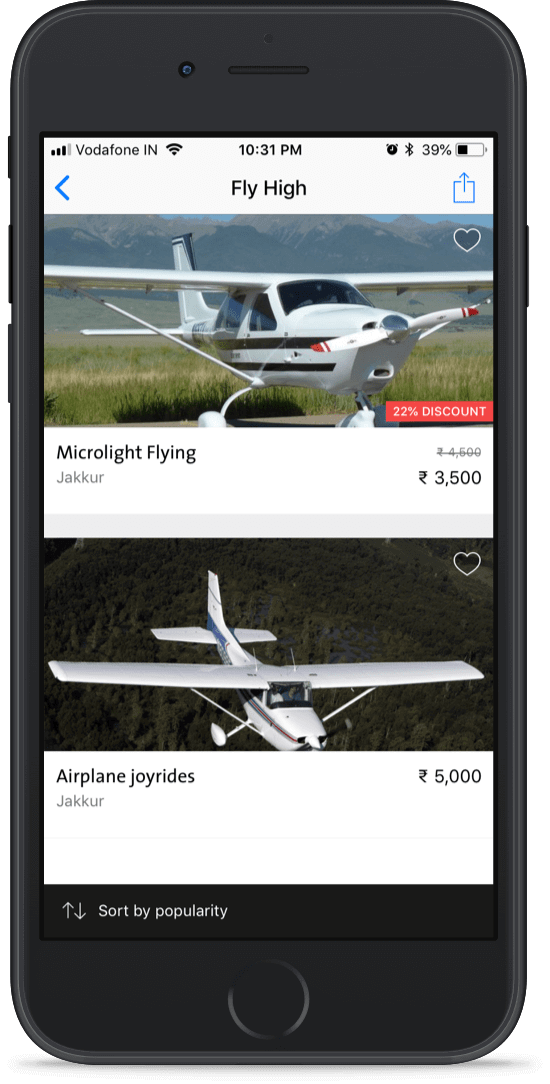 Vodafone IN 10:31 PM 39%
Fly High
22% DISCOUNT
Microlight Flying ₹ 4,500
Jakkur ₹ 3,500
Airplane joyrides ₹ 5,000
Jakkur
Sort by popularity